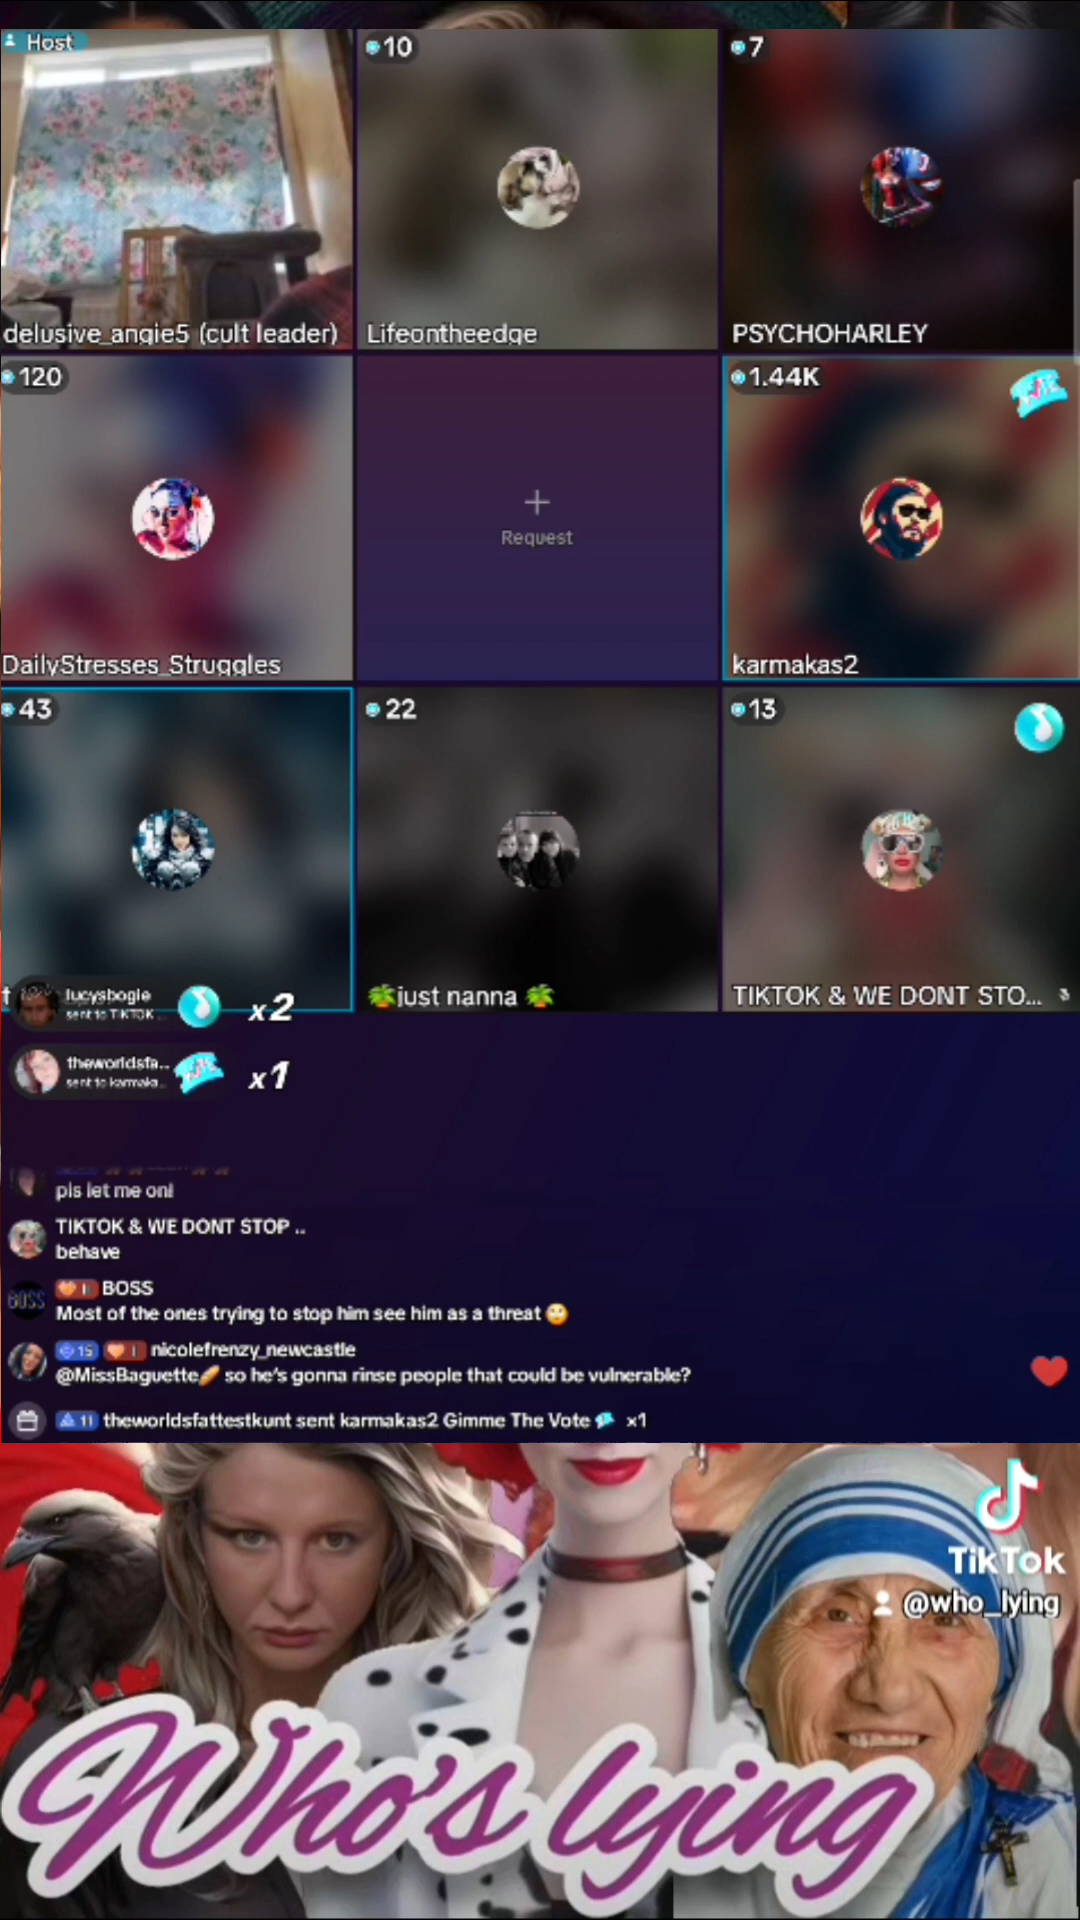 Host
10
7
delusive_angie5 (cult leader)
Lifeontheedge
PSYCHOHARLEY
120
1.44K
Request
DailyStresses_Struggles
karmakas2
43
22
13
🌴just nanna 🌴
TIKTOK & WE DONT STO...
lucysbogie
sent to TIKTOK ...
x2
theworldsfa...
sent to karmaka...
x1
pls let me on!
TIKTOK & WE DONT STOP ..
behave
BOSS
Most of the ones trying to stop him see him as a threat 🙄
15 nicolefrenzy_newcastle
@MissBaguette🥖 so he's gonna rinse people that could be vulnerable?
11 theworldsfattestkunt sent karmakas2 Gimme The Vote x1
TikTok
@who_lying
Who's lying